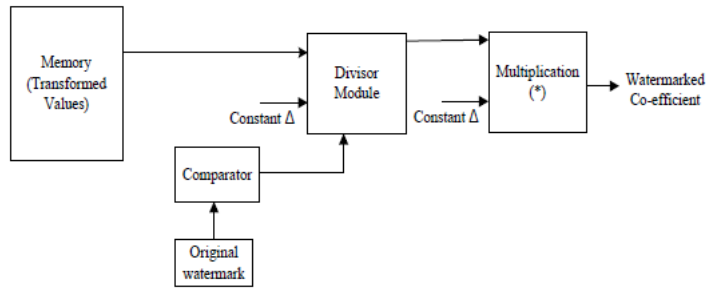 Memory
(Transformed
Values)
Divisor
Module
Multiplication
(*)
Watermarked
Co-efficient
Constant Δ
Constant Δ
Comparator
Original
watermark